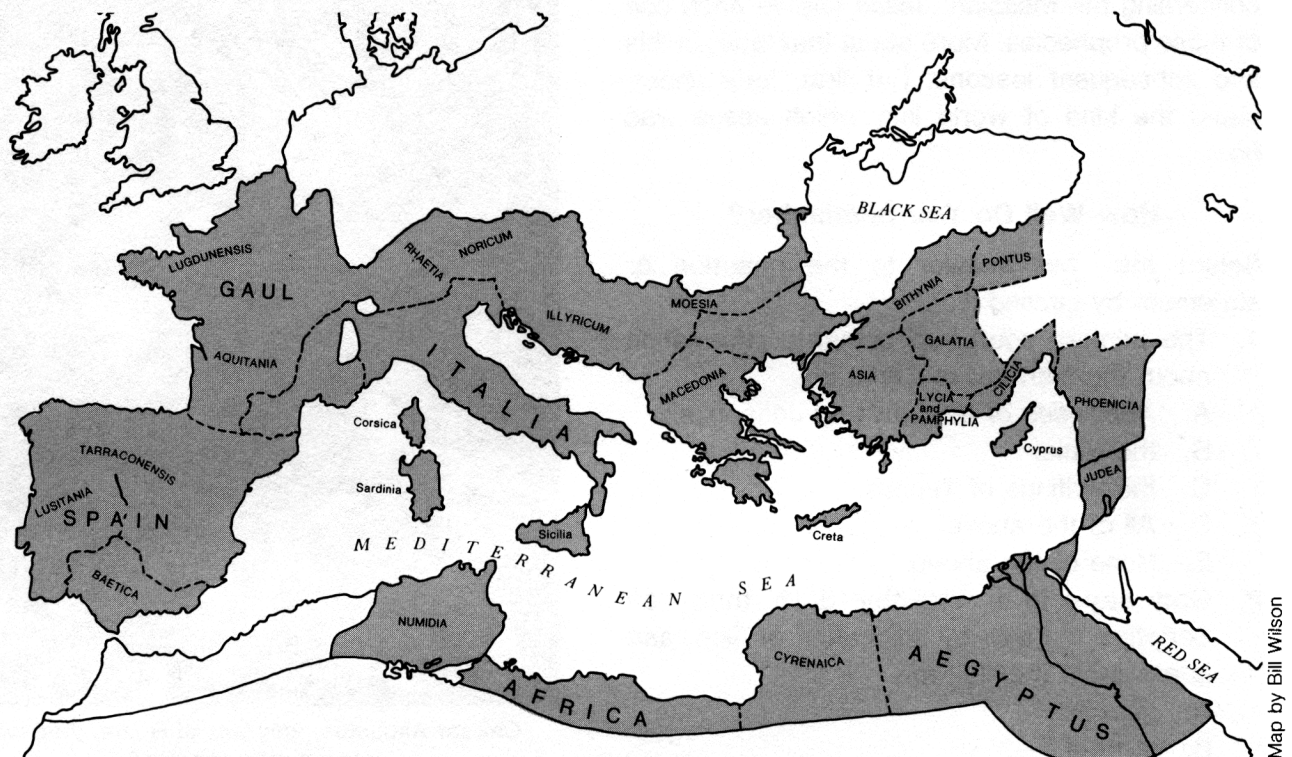 BLACK SEA
LUGDUNENSIS
GAUL
AQUITANIA
RHAETIA
NORICUM
ILLYRICUM
MOESIA
MACEDONIA
ITALIA
Corsica
Sardinia
Sicilia
TARRACONENSIS
LUSITANIA
SPAIN
BAETICA
BITHYNIA
PONTUS
GALATIA
ASIA
LYCIA
and
PAMPHYLIA
CILICIA
Cyprus
PHOENICIA
JUDEA
Creta
MEDITERRANEAN SEA
NUMIDIA
AFRICA
CYRENAICA
AEGYPTUS
RED SEA
Map by Bill Wilson